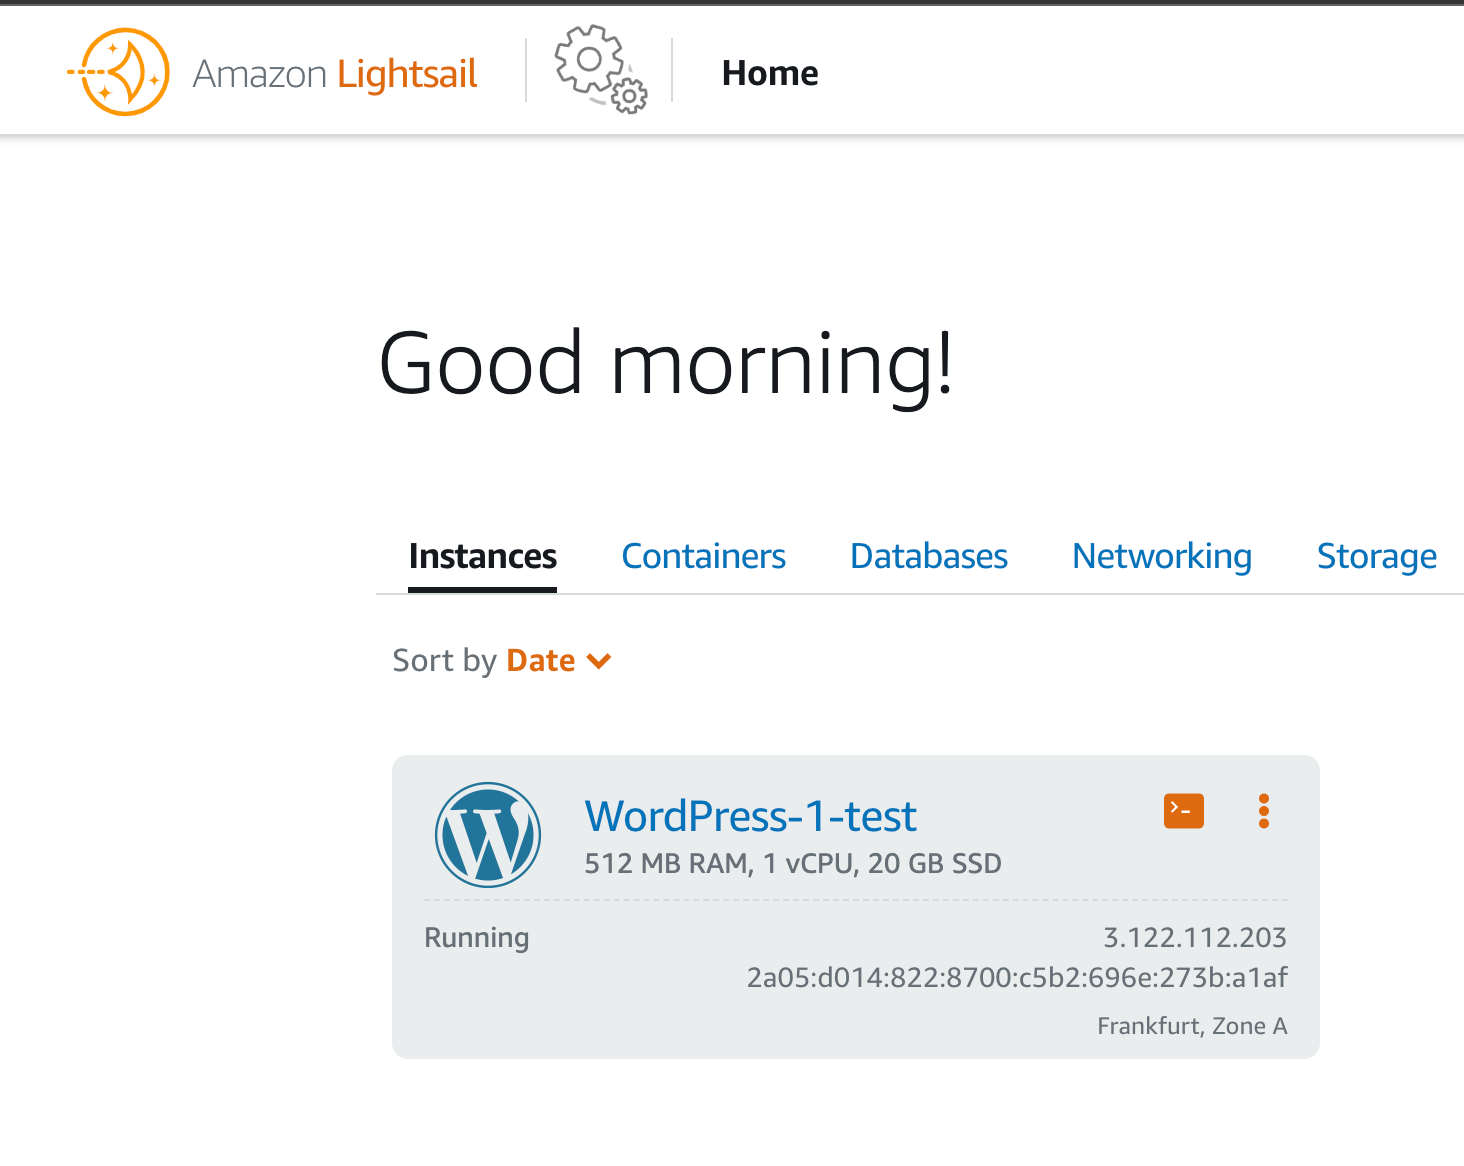 Amazon Lightsail
Home
Good morning!
Instances Containers Databases Networking Storage
Sort by Date
WordPress-1-test
512 MB RAM, 1 vCPU, 20 GB SSD
Running 3.122.112.203
2a05:d014:822:8700:c5b2:696e:273b:a1af
Frankfurt, Zone A